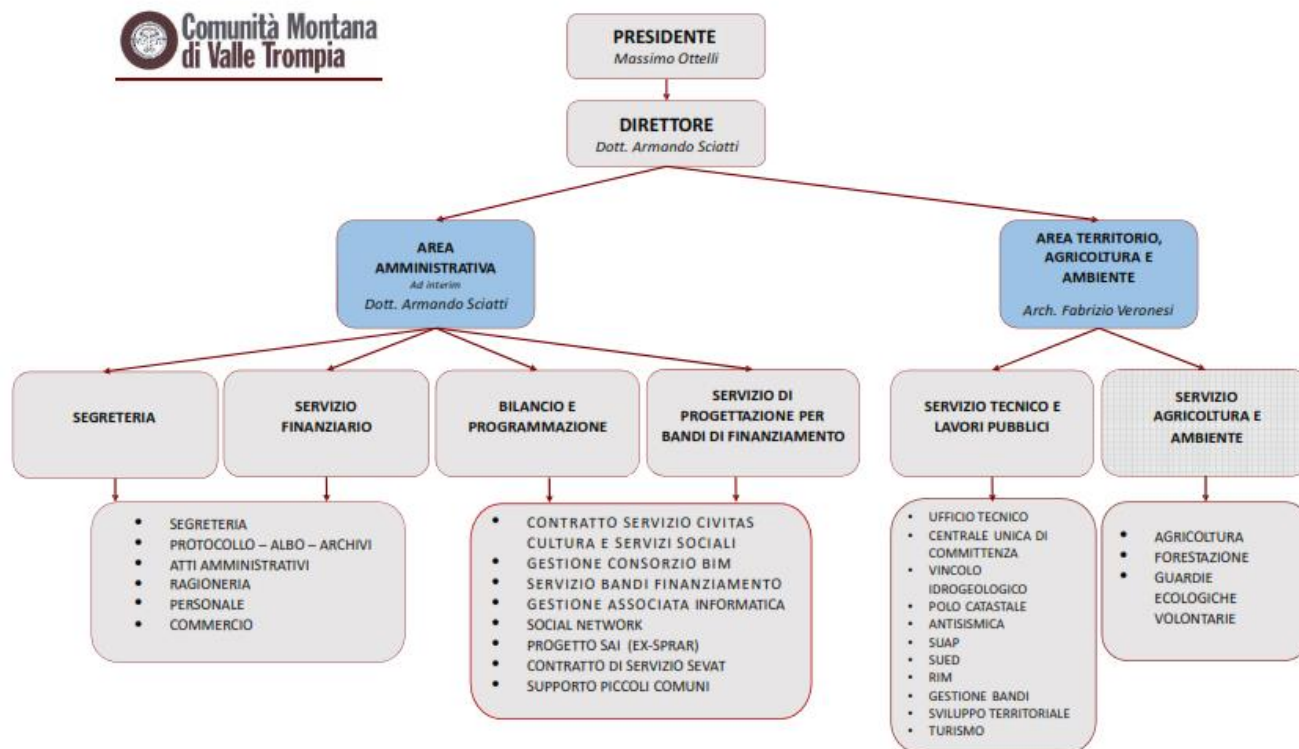 Comunità Montana
di Valle Trompia
PRESIDENTE
Massimo Ottelli
DIRETTORE
Dott. Armando Sciatti
AREA
AMMINISTRATIVA
Ad interim
Dott. Armando Sciatti
AREA TERRITORIO,
AGRICOLTURA E
AMBIENTE
Arch. Fabrizio Veronesi
SEGRETERIA
SERVIZIO
FINANZIARIO
BILANCIO E
PROGRAMMAZIONE
SERVIZIO DI
PROGETTAZIONE PER
BANDI DI FINANZIAMENTO
SERVIZIO TECNICO E
LAVORI PUBBLICI
SERVIZIO
AGRICOLTURA E
AMBIENTE
• SEGRETERIA
• PROTOCOLLO – ALBO – ARCHIVI
• ATTI AMMINISTRATIVI
• RAGIONERIA
• PERSONALE
• COMMERCIO
• CONTRATTO SERVIZIO CIVITAS
CULTURA E SERVIZI SOCIALI
• GESTIONE CONSORZIO BIM
• SERVIZIO BANDI FINANZIAMENTO
• GESTIONE ASSOCIATA INFORMATICA
• SOCIAL NETWORK
• PROGETTO SAI (EX-SPRAR)
• CONTRATTO DI SERVIZIO SEVAT
• SUPPORTO PICCOLI COMUNI
• UFFICIO TECNICO
• CENTRALE UNICA DI
COMMITTENZA
• VINCOLO
IDROGEOLOGICO
• POLO CATASTALE
• ANTISISMICA
• SUAP
• SUED
• RIM
• GESTIONE BANDI
• SVILUPPO TERRITORIALE
• TURISMO
• AGRICOLTURA
• FORESTAZIONE
• GUARDIE
ECOLOGICHE
VOLONTARIE